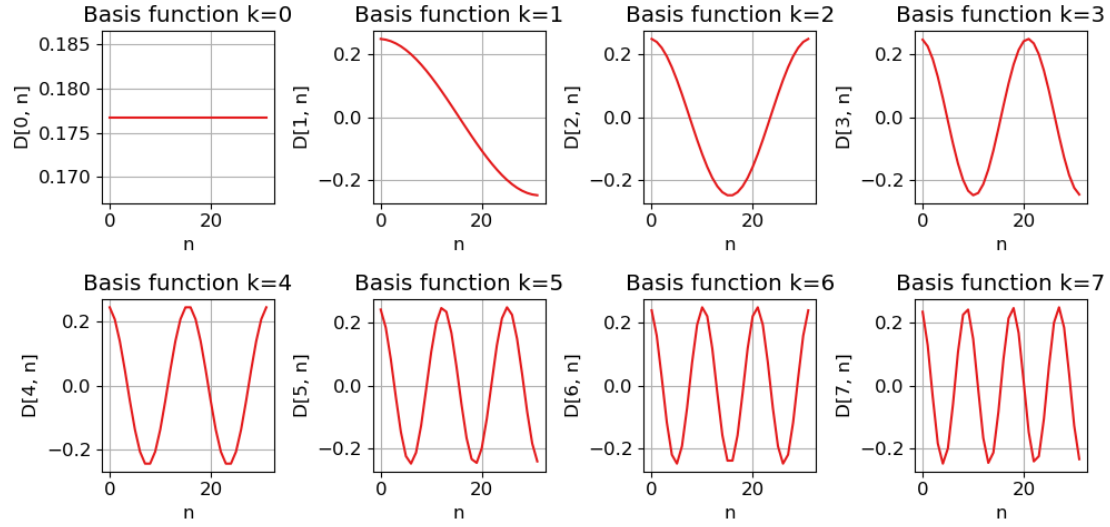 Basis function k=0
D[0, n]
0.185
0.180
0.175
0.170
0
20
n
Basis function k=1
D[1, n]
0.2
0.0
−0.2
0
20
n
Basis function k=2
D[2, n]
0.2
0.0
−0.2
0
20
n
Basis function k=3
D[3, n]
0.2
0.0
−0.2
0
20
n
Basis function k=4
D[4, n]
0.2
0.0
−0.2
0
20
n
Basis function k=5
D[5, n]
0.2
0.0
−0.2
0
20
n
Basis function k=6
D[6, n]
0.2
0.0
−0.2
0
20
n
Basis function k=7
D[7, n]
0.2
0.0
−0.2
0
20
n